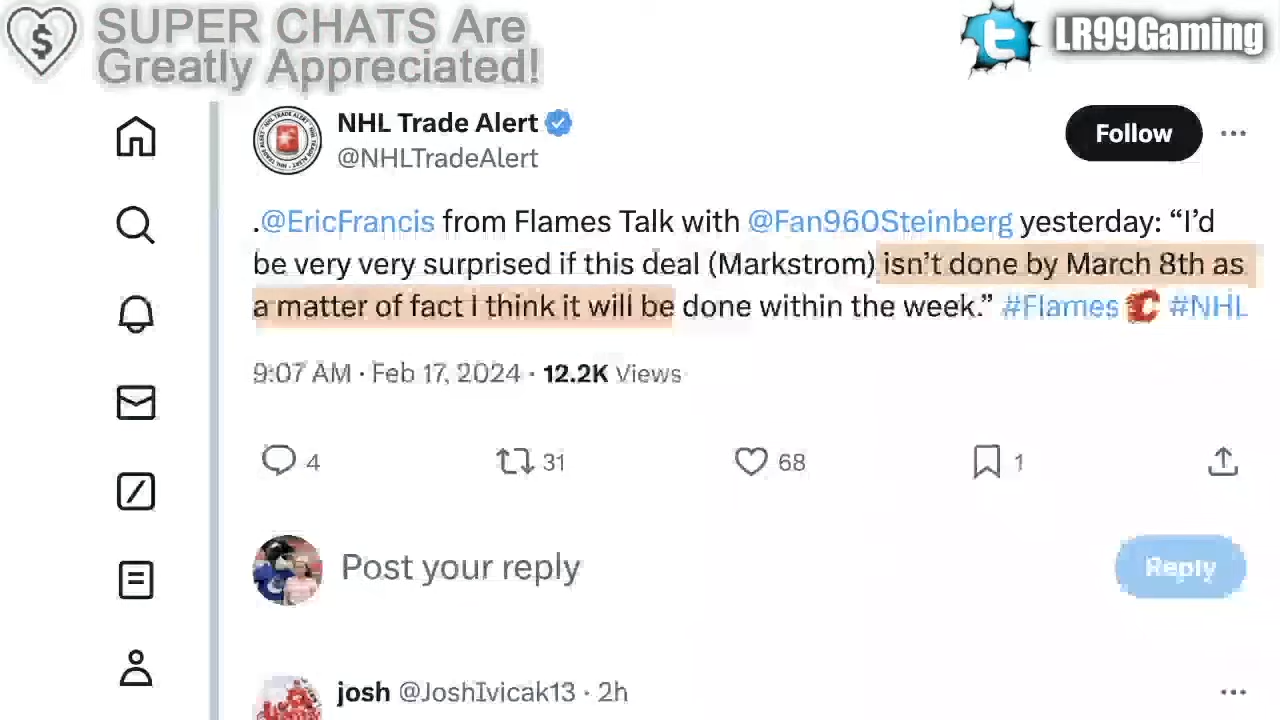 SUPER CHATS Are
Greatly Appreciated!
LR99Gaming
NHL Trade Alert
@NHLTradeAlert
Follow
.@EricFrancis from Flames Talk with @Fan960Steinberg yesterday: “I’d
be very very surprised if this deal (Markstrom) isn’t done by March 8th as
a matter of fact i think it will be done within the week.” #Flames #NHL
9:07 AM · Feb 17, 2024 · 12.2K Views
4 31 68 1
Post your reply
Reply
josh @JoshIvicak13 · 2h